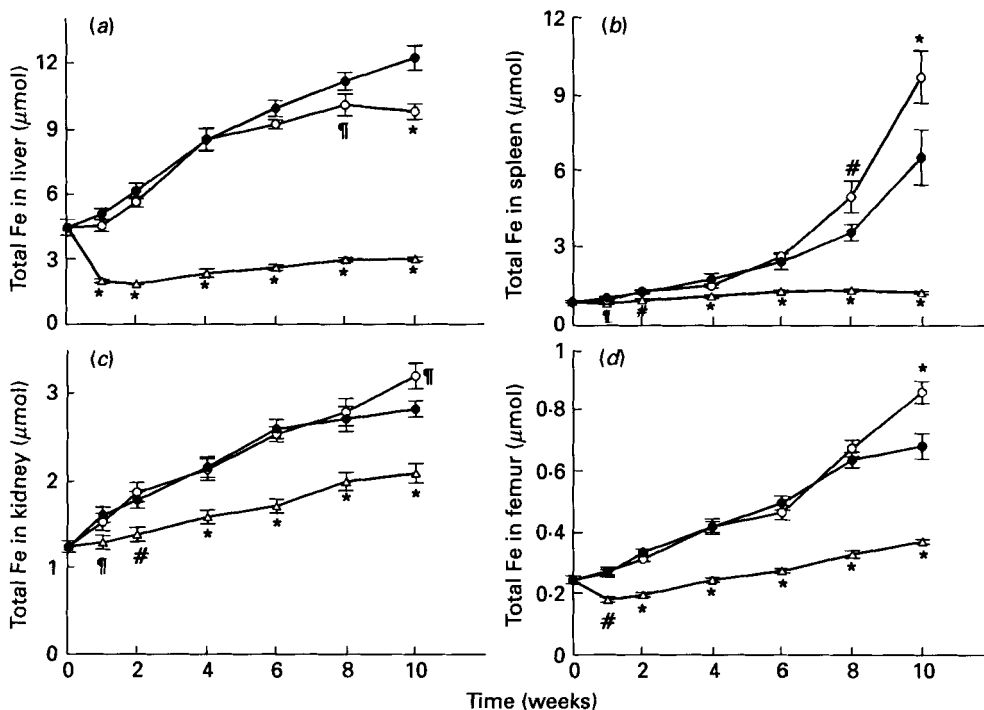 (a)
Total Fe in liver (μmol)
12
9
6
3
0
¶
*
* * * * * *
(b)
Total Fe in spleen (μmol)
12
9
6
3
0
*
#
¶ # * * * *
(c)
Total Fe in kidney (μmol)
3
2
1
0
¶
¶ # * * * *
0 2 4 6 8 10
(d)
Total Fe in femur (μmol)
1
0·8
0·6
0·4
0·2
0
*
# * * * * *
0 2 4 6 8 10
Time (weeks)